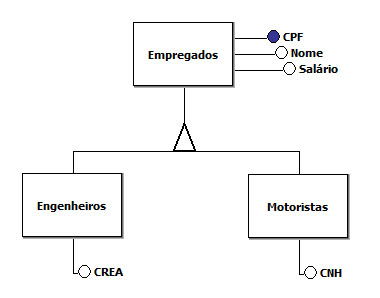 CPF
Empregados
Nome
Salário
Engenheiros
Motoristas
CREA
CNH